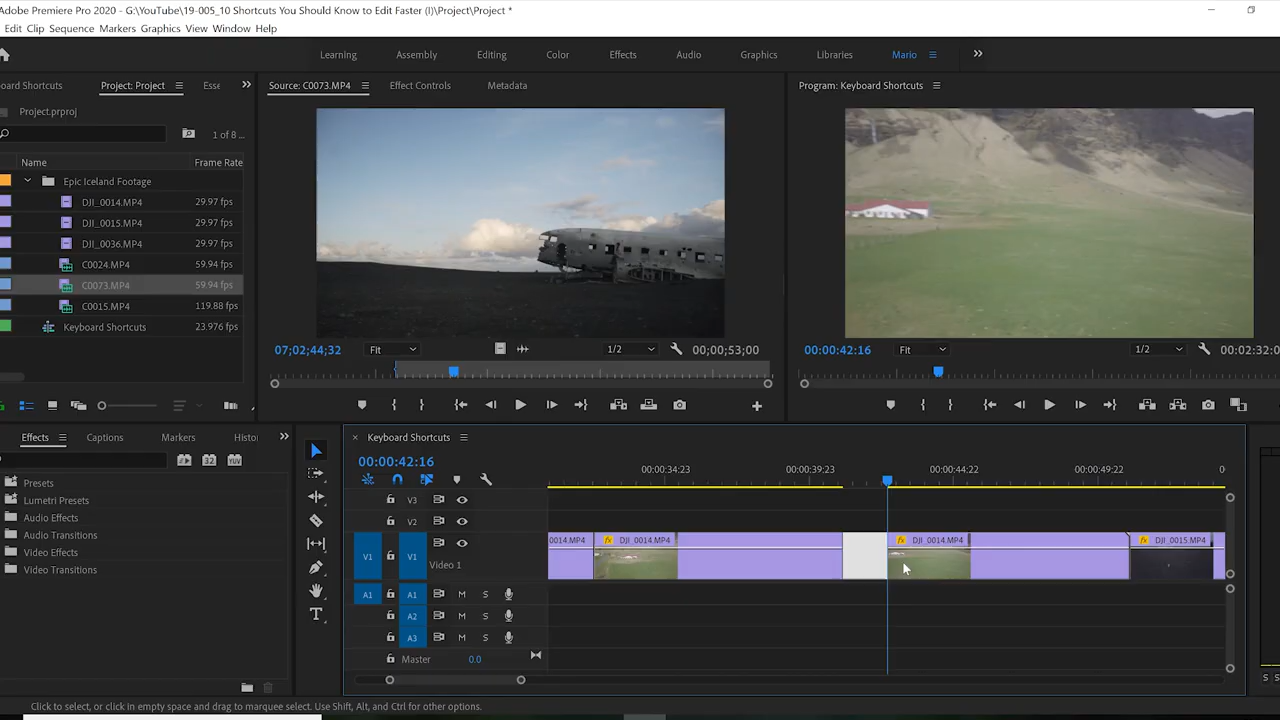 Adobe Premiere Pro 2020 - G:\YouTube\19-005_10 Shortcuts You Should Know to Edit Faster (I)\Project\Project *
Edit Clip Sequence Markers Graphics View Window Help
Learning Assembly Editing Color Effects Audio Graphics Libraries Mario
board Shortcuts Project: Project Esse
Source: C0073.MP4 Effect Controls Metadata
Program: Keyboard Shortcuts
Project.prproj
1 of 8...
Name Frame Rate
Epic Iceland Footage
DJI_0014.MP4 29.97 fps
DJI_0015.MP4 29.97 fps
DJI_0036.MP4 29.97 fps
C0024.MP4 59.94 fps
C0073.MP4 59.94 fps
C0015.MP4 119.88 fps
Keyboard Shortcuts 23.976 fps
07;02;44;32 Fit 1/2 00;00;53;00
00:00:42:16 Fit 1/2 00:02:32:0
Effects Captions Markers Histo
32 YUV
Presets
Lumetri Presets
Audio Effects
Audio Transitions
Video Effects
Video Transitions
Keyboard Shortcuts
00:00:42:16
00:00:34:23 00:00:39:23 00:00:44:22 00:00:49:22 0
V3
V2
V1 V1 Video 1
0014.MP4 fx DJI_0014.MP4 fx DJI_0014.MP4 fx DJI_0015.MP4
A1 A1 M S
A2 M S
A3 M S
Master 0.0
S S
Click to select, or click in empty space and drag to marquee select. Use Shift, Alt, and Ctrl for other options.